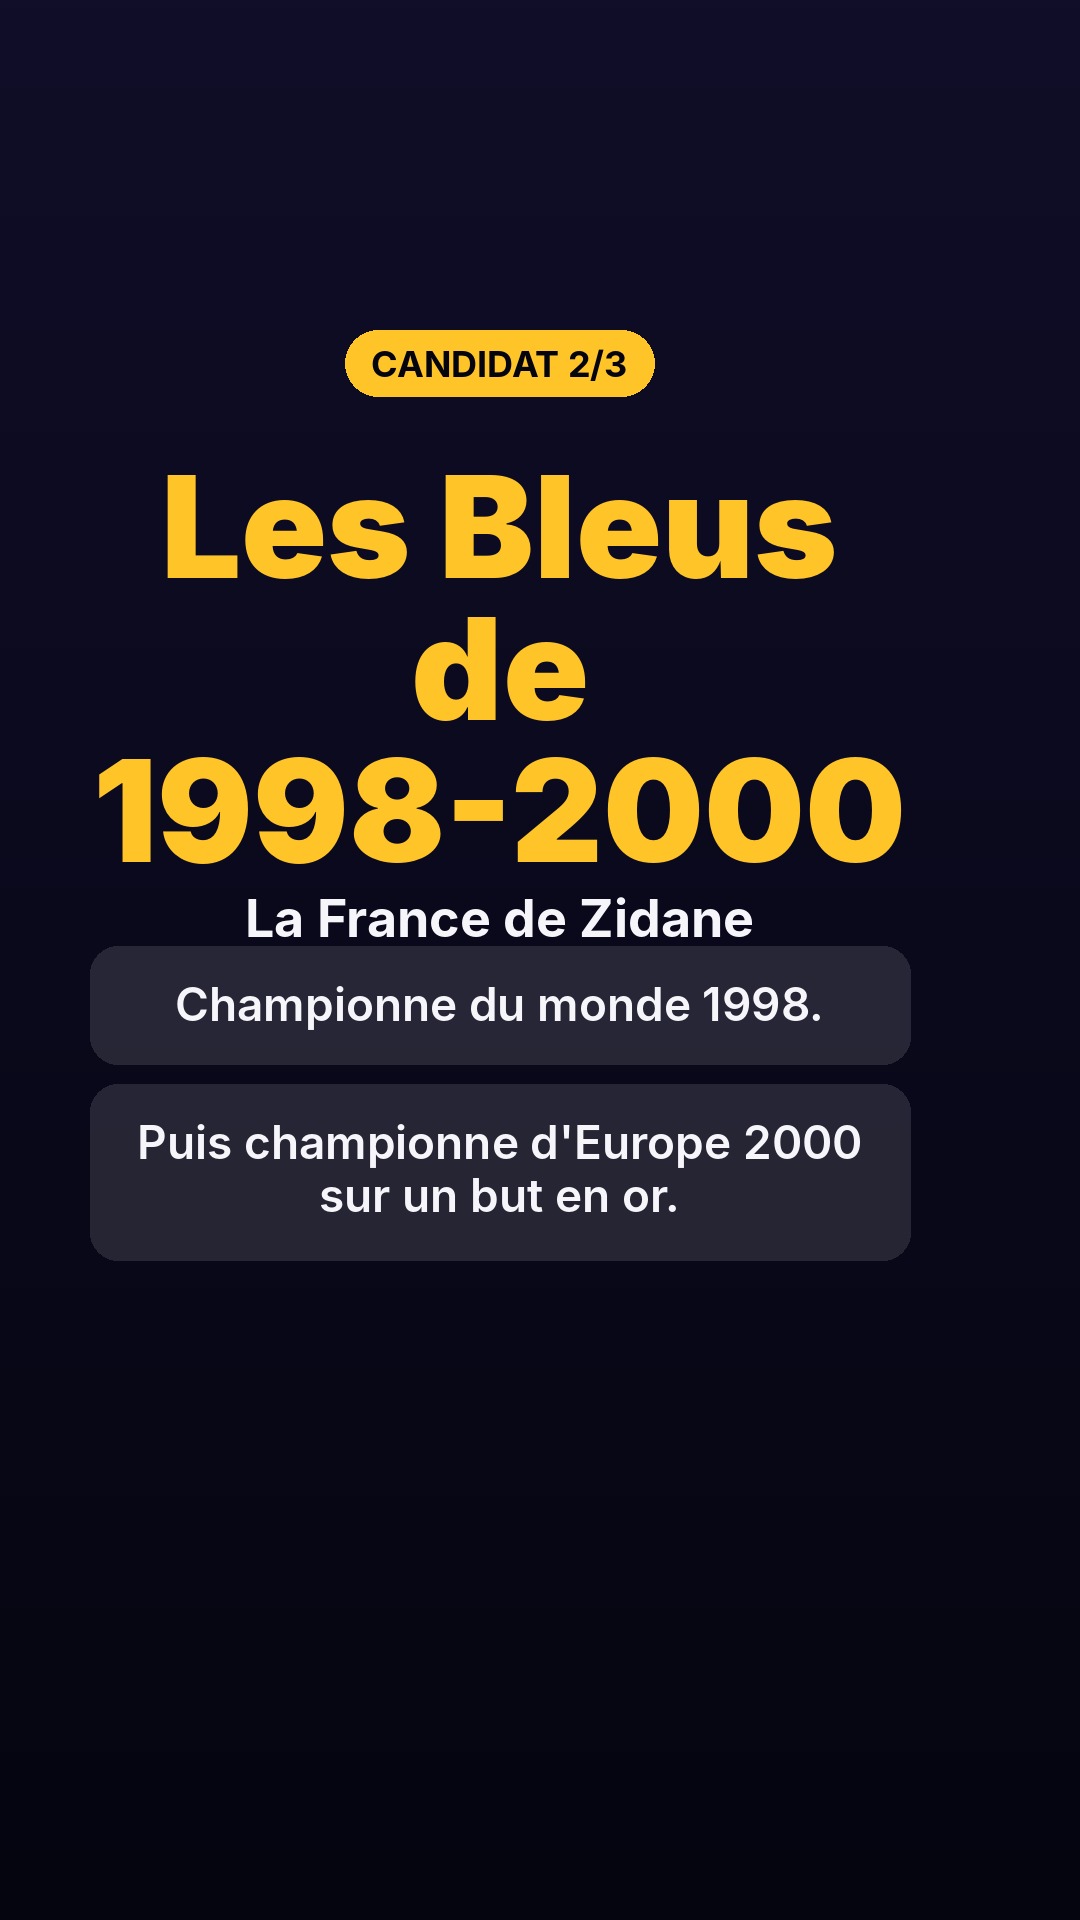 CANDIDAT 2/3
Les Bleus
de
1998-2000
La France de Zidane
Championne du monde 1998.
Puis championne d'Europe 2000
sur un but en or.